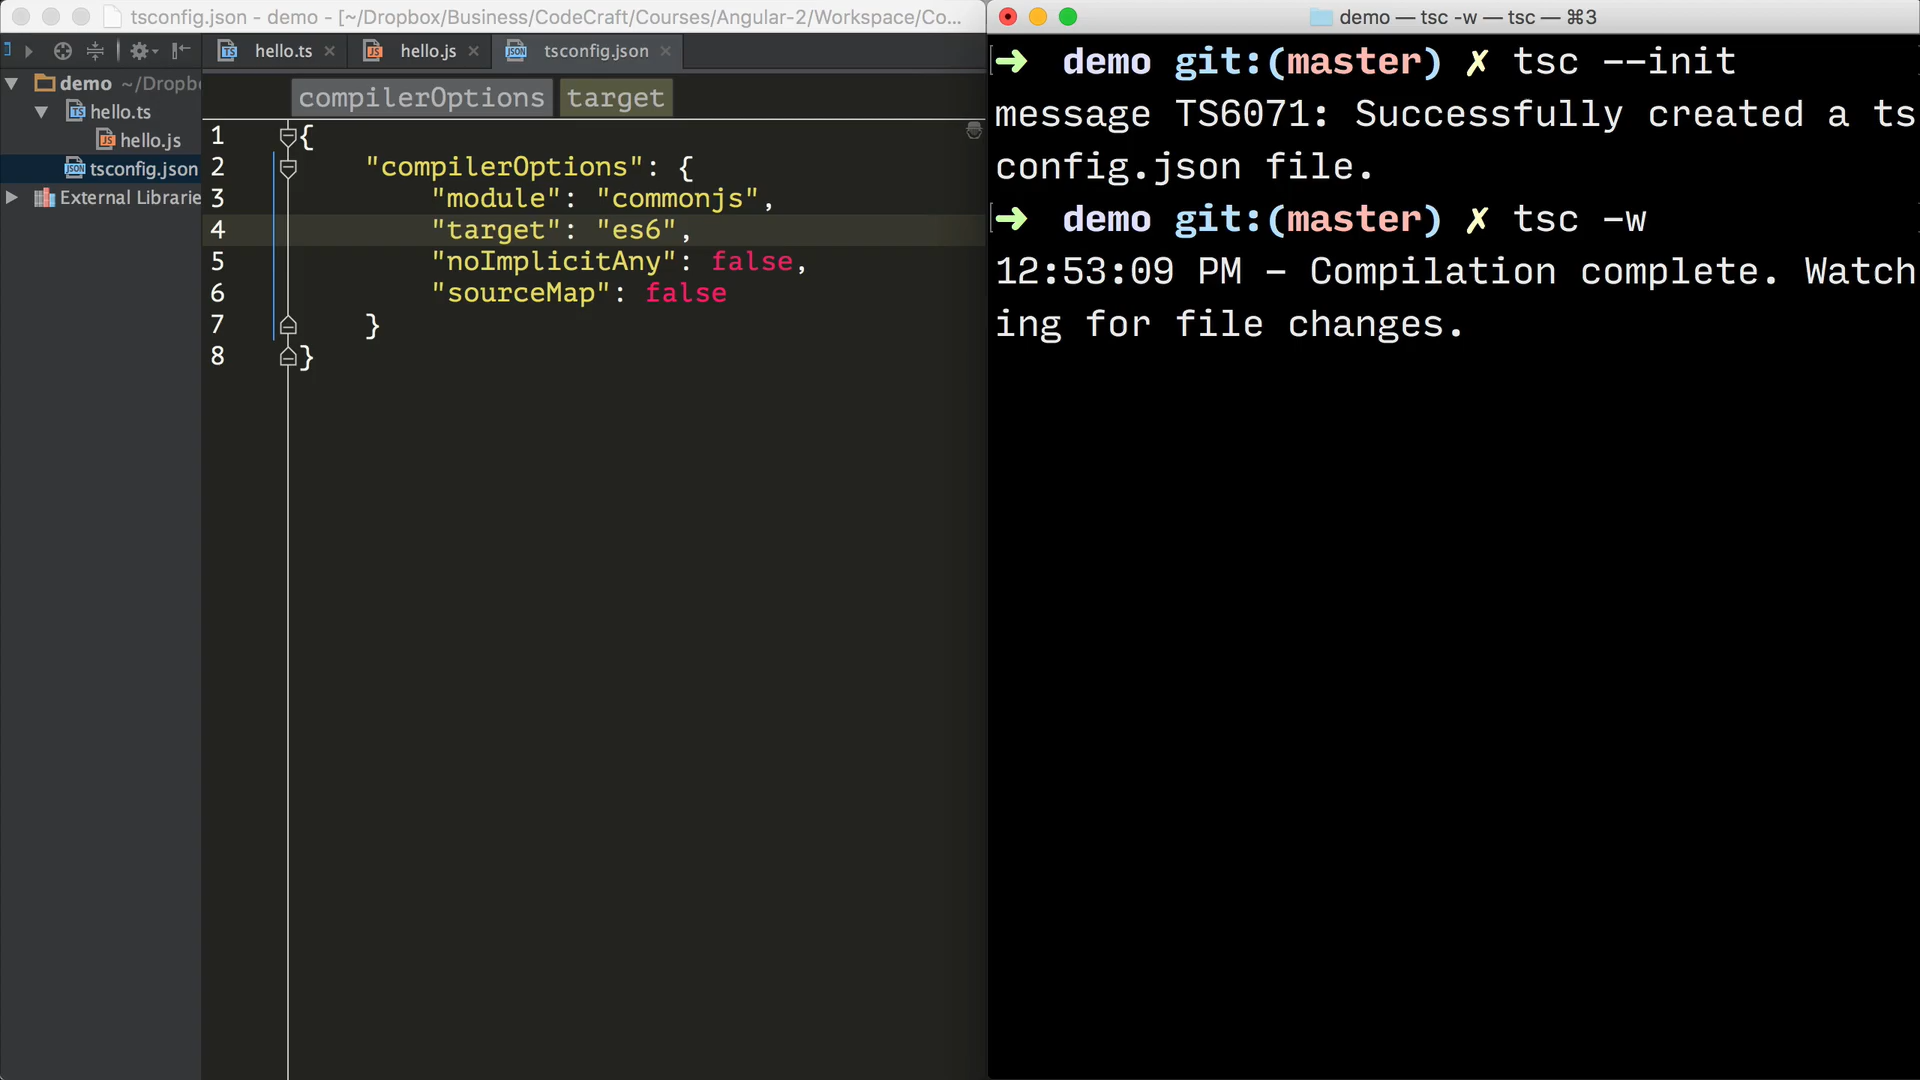 tsconfig.json - demo - [~/Dropbox/Business/CodeCraft/Courses/Angular-2/Workspace/Co...
hello.ts
hello.js
tsconfig.json
demo ~/Dropb
hello.ts
hello.js
tsconfig.json
External Librarie
compilerOptions target
1 {
2 "compilerOptions": {
3 "module": "commonjs",
4 "target": "es6",
5 "noImplicitAny": false,
6 "sourceMap": false
7 }
8 }
demo — tsc -w — tsc — ⌘3
➜ demo git:(master) ✗ tsc --init
message TS6071: Successfully created a ts
config.json file.
➜ demo git:(master) ✗ tsc -w
12:53:09 PM - Compilation complete. Watch
ing for file changes.